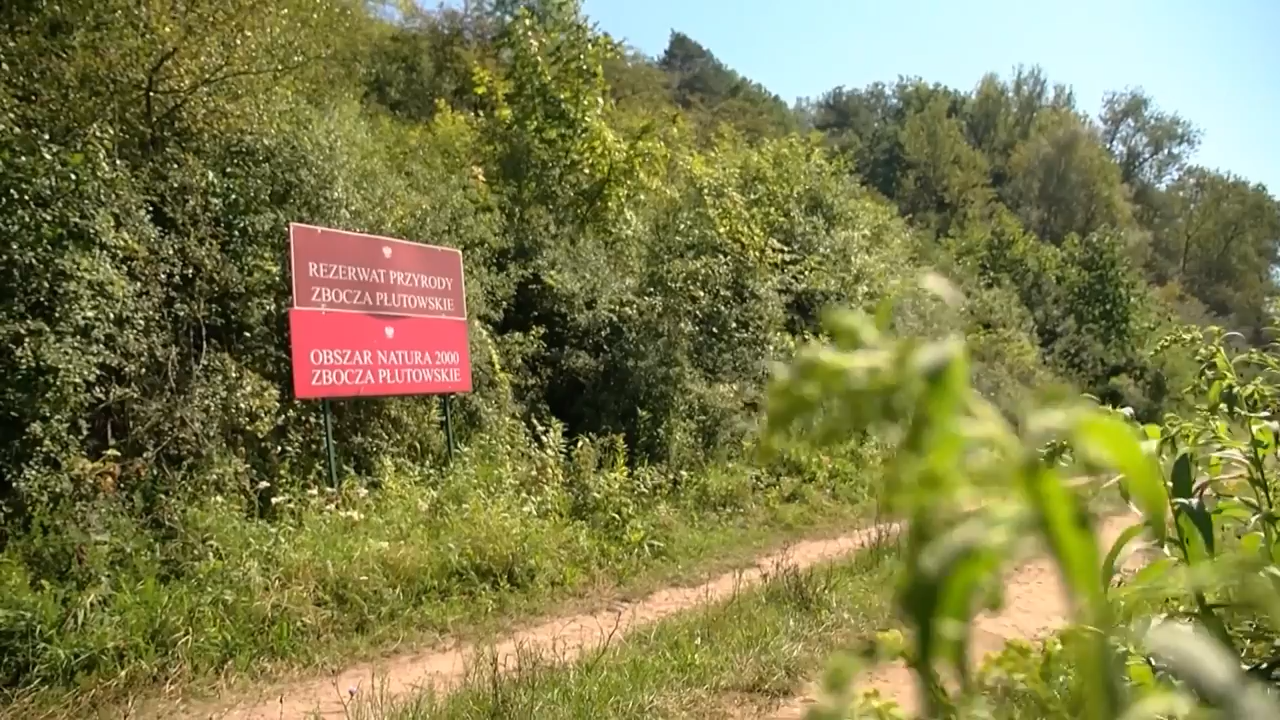 REZERWAT PRZYRODY
ZBOCZA PŁUTOWSKIE
OBSZAR NATURA 2000
ZBOCZA PŁUTOWSKIE